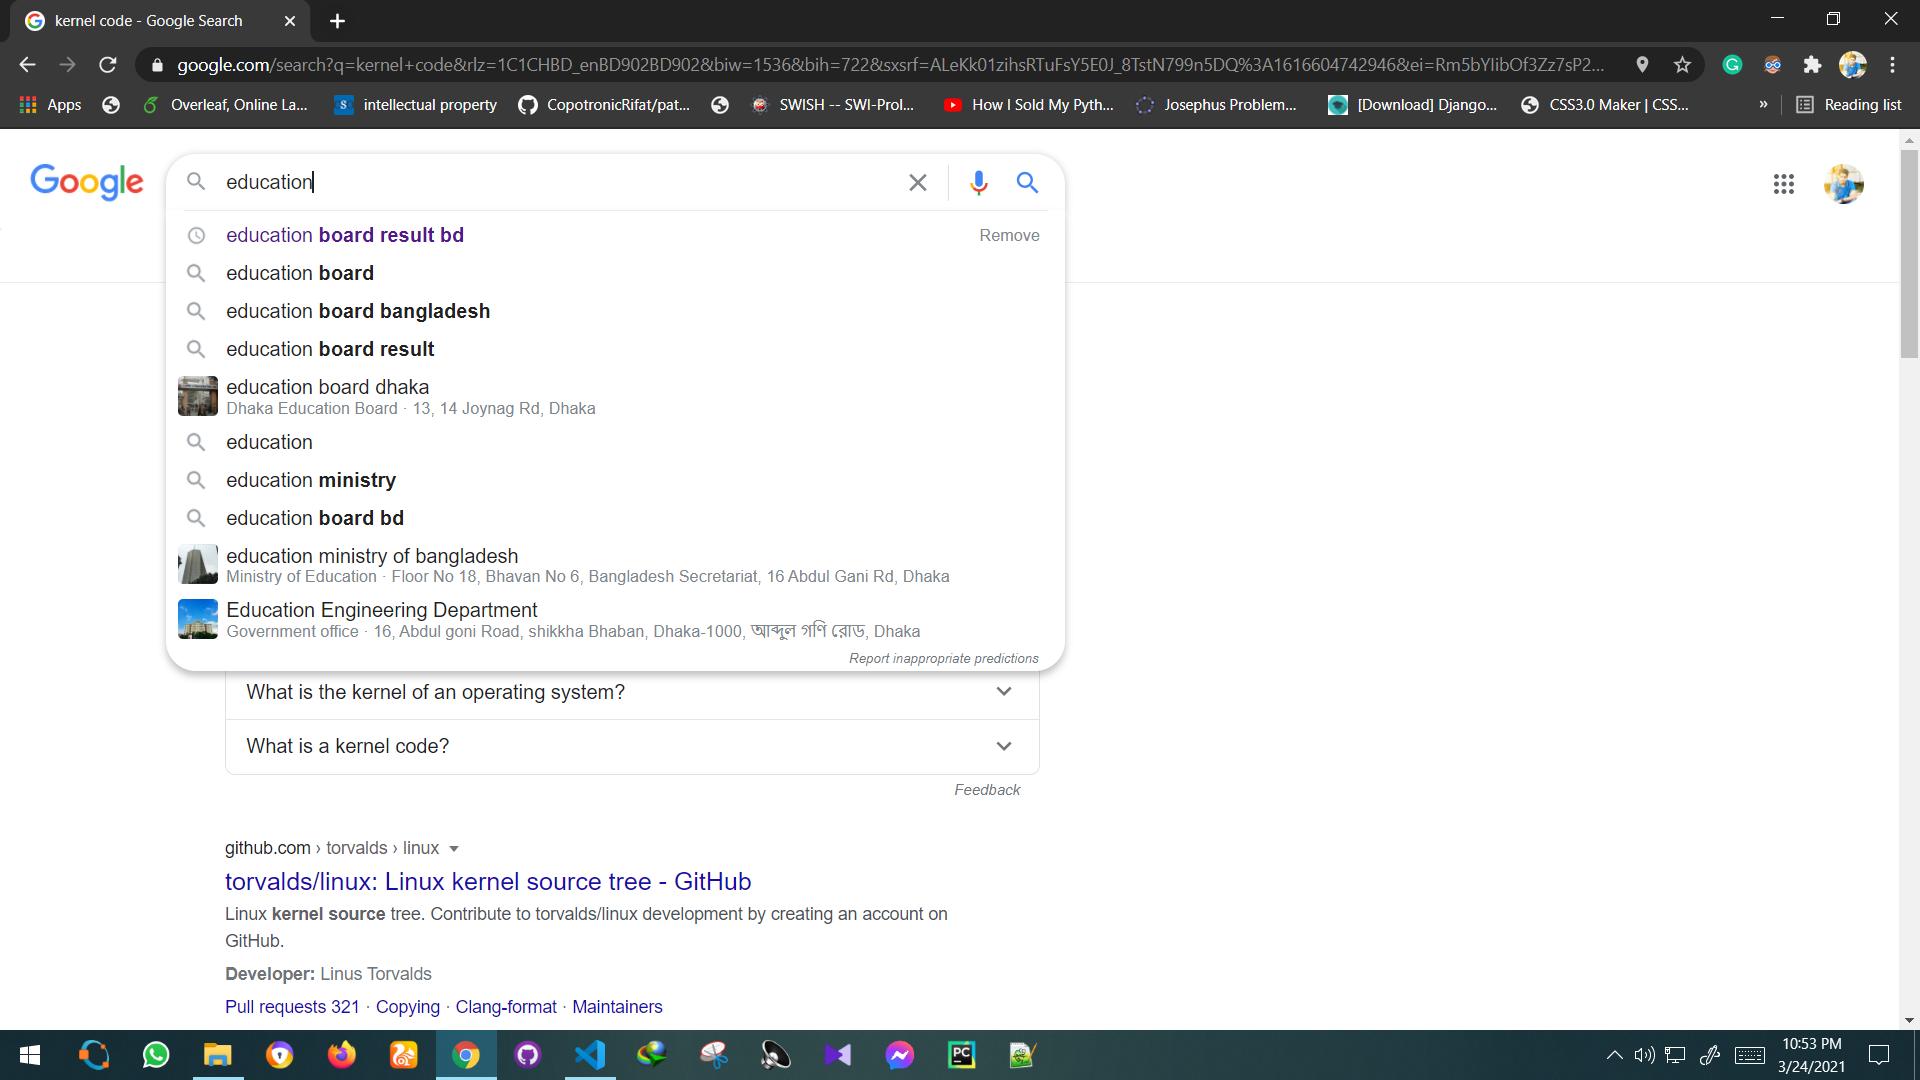 kernel code - Google Search
google.com/search?q=kernel+code&rlz=1C1CHBD_enBD902BD902&biw=1536&bih=722&sxsrf=ALeKk01zihsRTuFsY5E0J_8TstN799n5DQ%3A1616604742946&ei=Rm5bYIibOf3Zz7sP2...
Apps
Overleaf, Online La...
intellectual property
CopotronicRifat/pat...
SWISH -- SWI-Prol...
How I Sold My Pyth...
Josephus Problem...
[Download] Django...
CSS3.0 Maker | CSS...
»
Reading list
Google
education
education board result bd
Remove
education board
education board bangladesh
education board result
education board dhaka
Dhaka Education Board · 13, 14 Joynag Rd, Dhaka
education
education ministry
education board bd
education ministry of bangladesh
Ministry of Education · Floor No 18, Bhavan No 6, Bangladesh Secretariat, 16 Abdul Gani Rd, Dhaka
Education Engineering Department
Government office · 16, Abdul goni Road, shikkha Bhaban, Dhaka-1000, আব্দুল গণি রোড, Dhaka
Report inappropriate predictions
What is the kernel of an operating system?
What is a kernel code?
Feedback
github.com › torvalds › linux
torvalds/linux: Linux kernel source tree - GitHub
Linux kernel source tree. Contribute to torvalds/linux development by creating an account on
GitHub.
Developer: Linus Torvalds
Pull requests 321 · Copying · Clang-format · Maintainers
PC
10:53 PM
3/24/2021